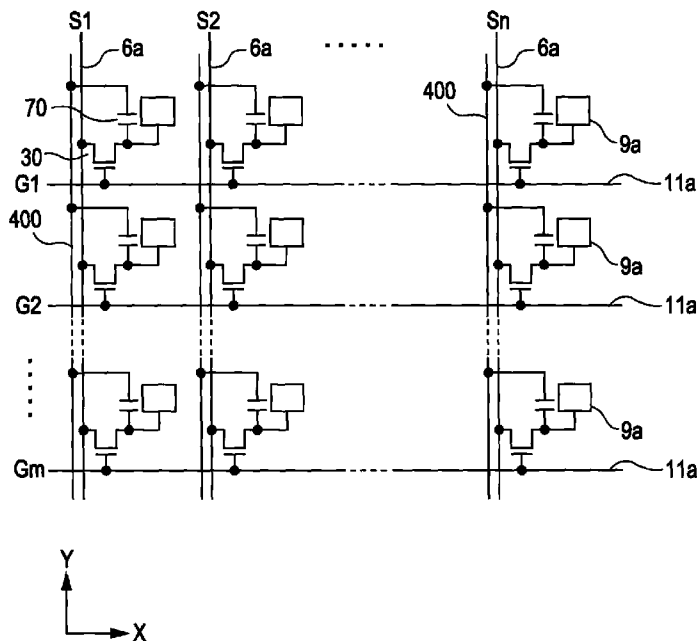 S1 S2 Sn
6a 6a ..... 6a
70 400
30 9a
G1 11a
400 9a
G2 11a
.....
9a
Gm 11a
Y
X